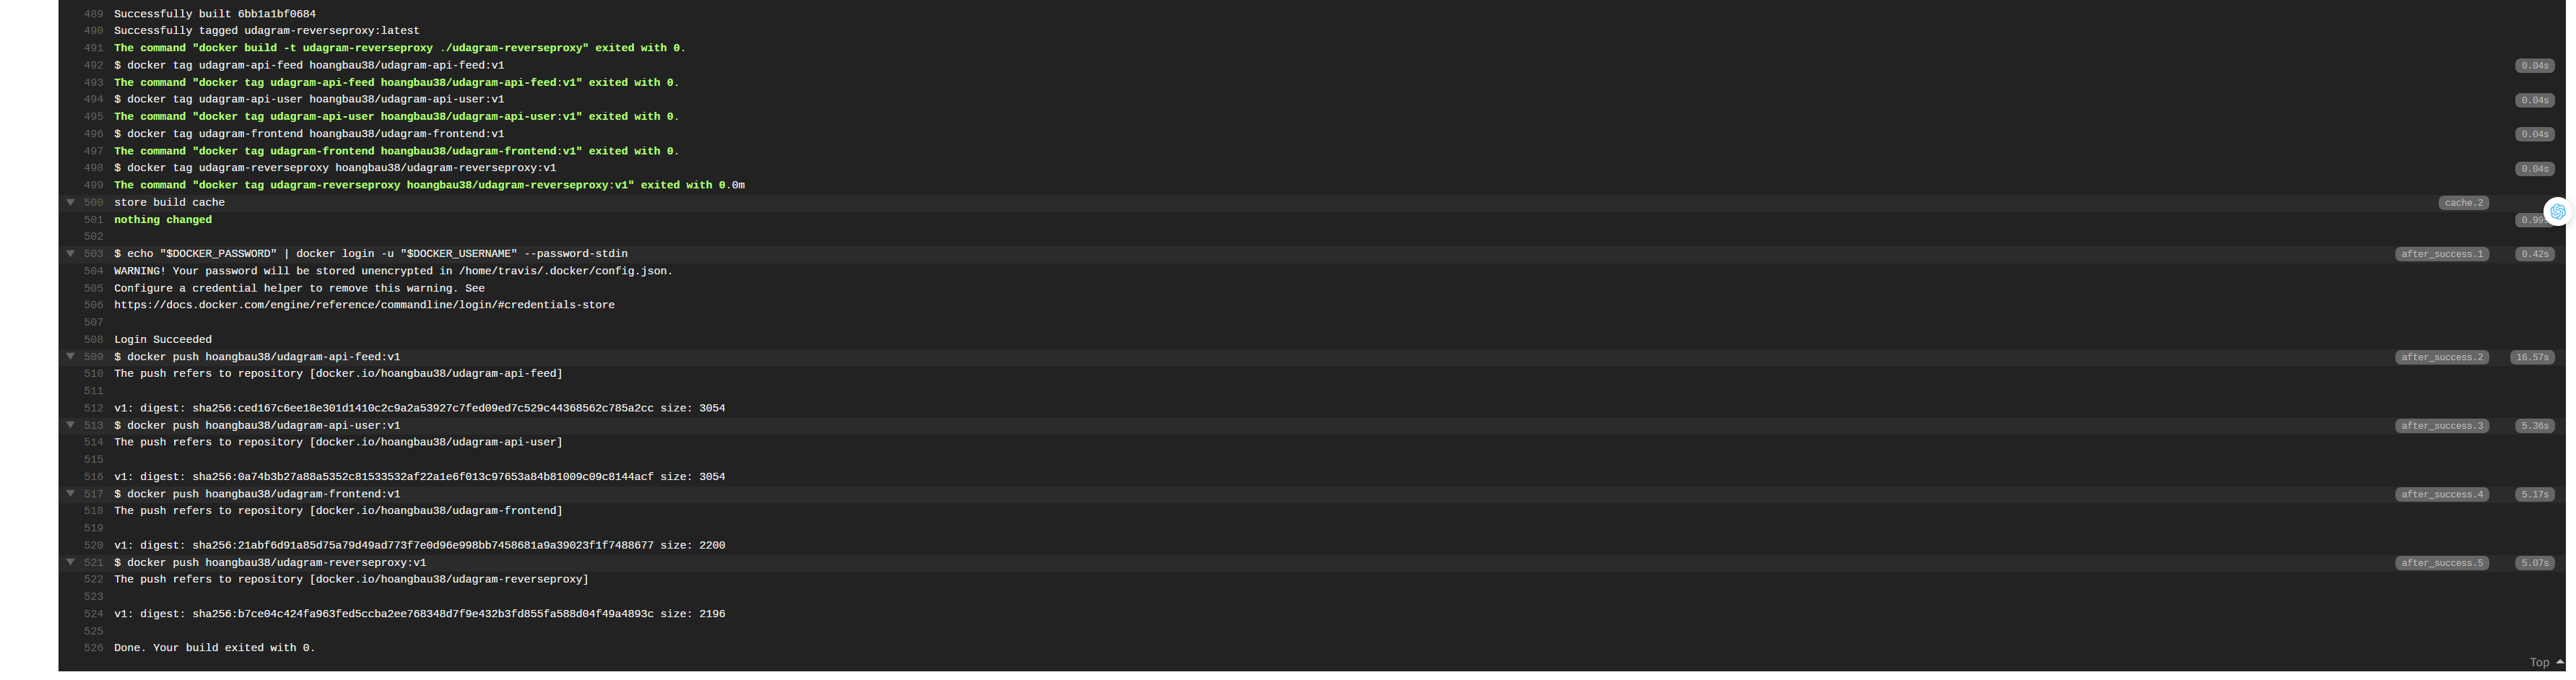 489 Successfully built 6bb1a1bf0684
490 Successfully tagged udagram-reverseproxy:latest
491 The command "docker build -t udagram-reverseproxy ./udagram-reverseproxy" exited with 0.
492 $ docker tag udagram-api-feed hoangbau38/udagram-api-feed:v1 0.04s
493 The command "docker tag udagram-api-feed hoangbau38/udagram-api-feed:v1" exited with 0.
494 $ docker tag udagram-api-user hoangbau38/udagram-api-user:v1 0.04s
495 The command "docker tag udagram-api-user hoangbau38/udagram-api-user:v1" exited with 0.
496 $ docker tag udagram-frontend hoangbau38/udagram-frontend:v1 0.04s
497 The command "docker tag udagram-frontend hoangbau38/udagram-frontend:v1" exited with 0.
498 $ docker tag udagram-reverseproxy hoangbau38/udagram-reverseproxy:v1 0.04s
499 The command "docker tag udagram-reverseproxy hoangbau38/udagram-reverseproxy:v1" exited with 0.0m
500 store build cache cache.2
501 nothing changed
502
503 $ echo "$DOCKER_PASSWORD" | docker login -u "$DOCKER_USERNAME" --password-stdin after_success.1 0.42s
504 WARNING! Your password will be stored unencrypted in /home/travis/.docker/config.json.
505 Configure a credential helper to remove this warning. See
506 https://docs.docker.com/engine/reference/commandline/login/#credentials-store
507
508 Login Succeeded
509 $ docker push hoangbau38/udagram-api-feed:v1 after_success.2 16.57s
510 The push refers to repository [docker.io/hoangbau38/udagram-api-feed]
511
512 v1: digest: sha256:ced167c6ee18e301d1410c2c9a2a53927c7fed09ed7c529c44368562c785a2cc size: 3054
513 $ docker push hoangbau38/udagram-api-user:v1 after_success.3 5.36s
514 The push refers to repository [docker.io/hoangbau38/udagram-api-user]
515
516 v1: digest: sha256:0a74b3b27a88a5352c81533532af22a1e6f013c97653a84b81009c09c8144acf size: 3054
517 $ docker push hoangbau38/udagram-frontend:v1 after_success.4 5.17s
518 The push refers to repository [docker.io/hoangbau38/udagram-frontend]
519
520 v1: digest: sha256:21abf6d91a85d75a79d49ad773f7e0d96e998bb7458681a9a39023f1f7488677 size: 2200
521 $ docker push hoangbau38/udagram-reverseproxy:v1 after_success.5 5.07s
522 The push refers to repository [docker.io/hoangbau38/udagram-reverseproxy]
523
524 v1: digest: sha256:b7ce04c424fa963fed5ccba2ee768348d7f9e432b3fd855fa588d04f49a4893c size: 2196
525
526 Done. Your build exited with 0.
Top